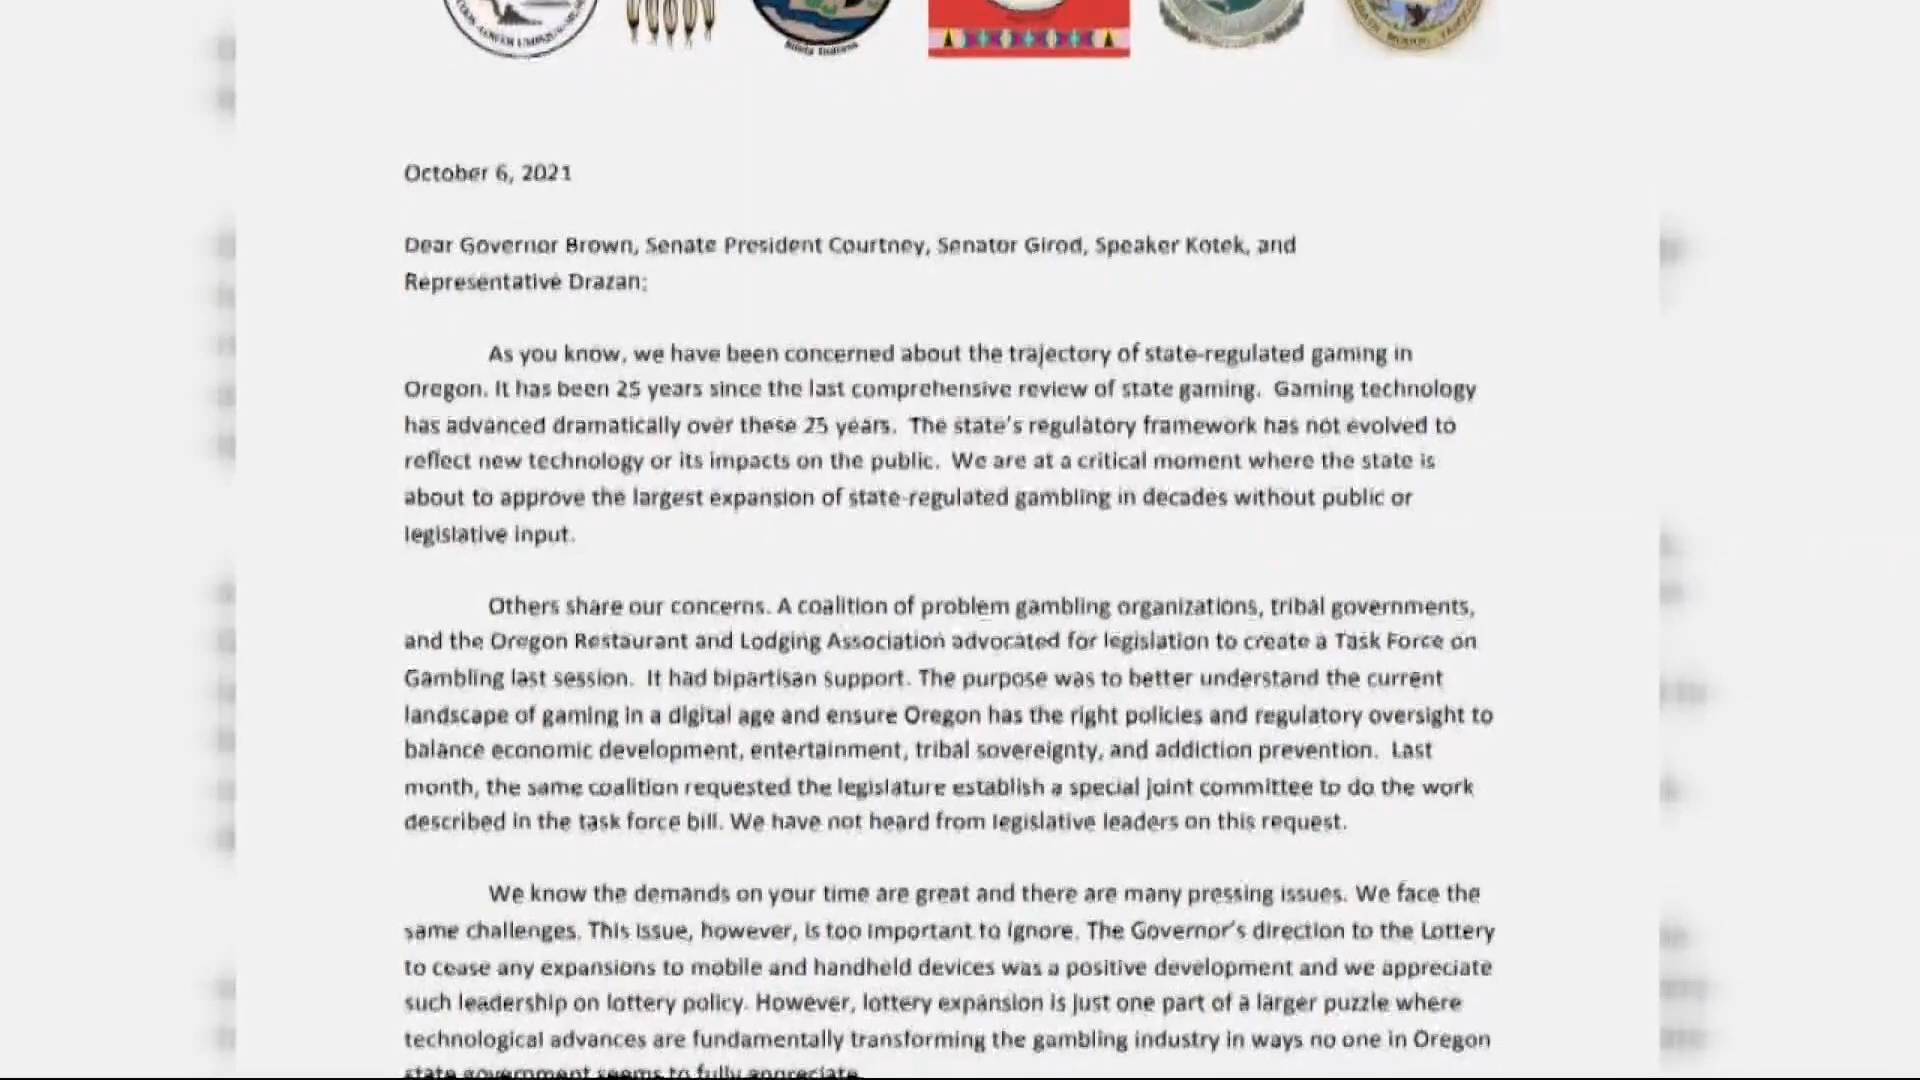 Siletz Indians
October 6, 2021
Dear Governor Brown, Senate President Courtney, Senator Girod, Speaker Kotek, and
Representative Drazan:
As you know, we have been concerned about the trajectory of state-regulated gaming in
Oregon. It has been 25 years since the last comprehensive review of state gaming. Gaming technology
has advanced dramatically over these 25 years. The state's regulatory framework has not evolved to
reflect new technology or its impacts on the public. We are at a critical moment where the state is
about to approve the largest expansion of state-regulated gambling in decades without public or
legislative input.
Others share our concerns. A coalition of problem gambling organizations, tribal governments,
and the Oregon Restaurant and Lodging Association advocated for legislation to create a Task Force on
Gambling last session. It had bipartisan support. The purpose was to better understand the current
landscape of gaming in a digital age and ensure Oregon has the right policies and regulatory oversight to
balance economic development, entertainment, tribal sovereignty, and addiction prevention. Last
month, the same coalition requested the legislature establish a special joint committee to do the work
described in the task force bill. We have not heard from legislative leaders on this request.
We know the demands on your time are great and there are many pressing issues. We face the
same challenges. This issue, however, is too important to ignore. The Governor's direction to the Lottery
to cease any expansions to mobile and handheld devices was a positive development and we appreciate
such leadership on lottery policy. However, lottery expansion is just one part of a larger puzzle where
technological advances are fundamentally transforming the gambling industry in ways no one in Oregon
state government seems to fully appreciate.